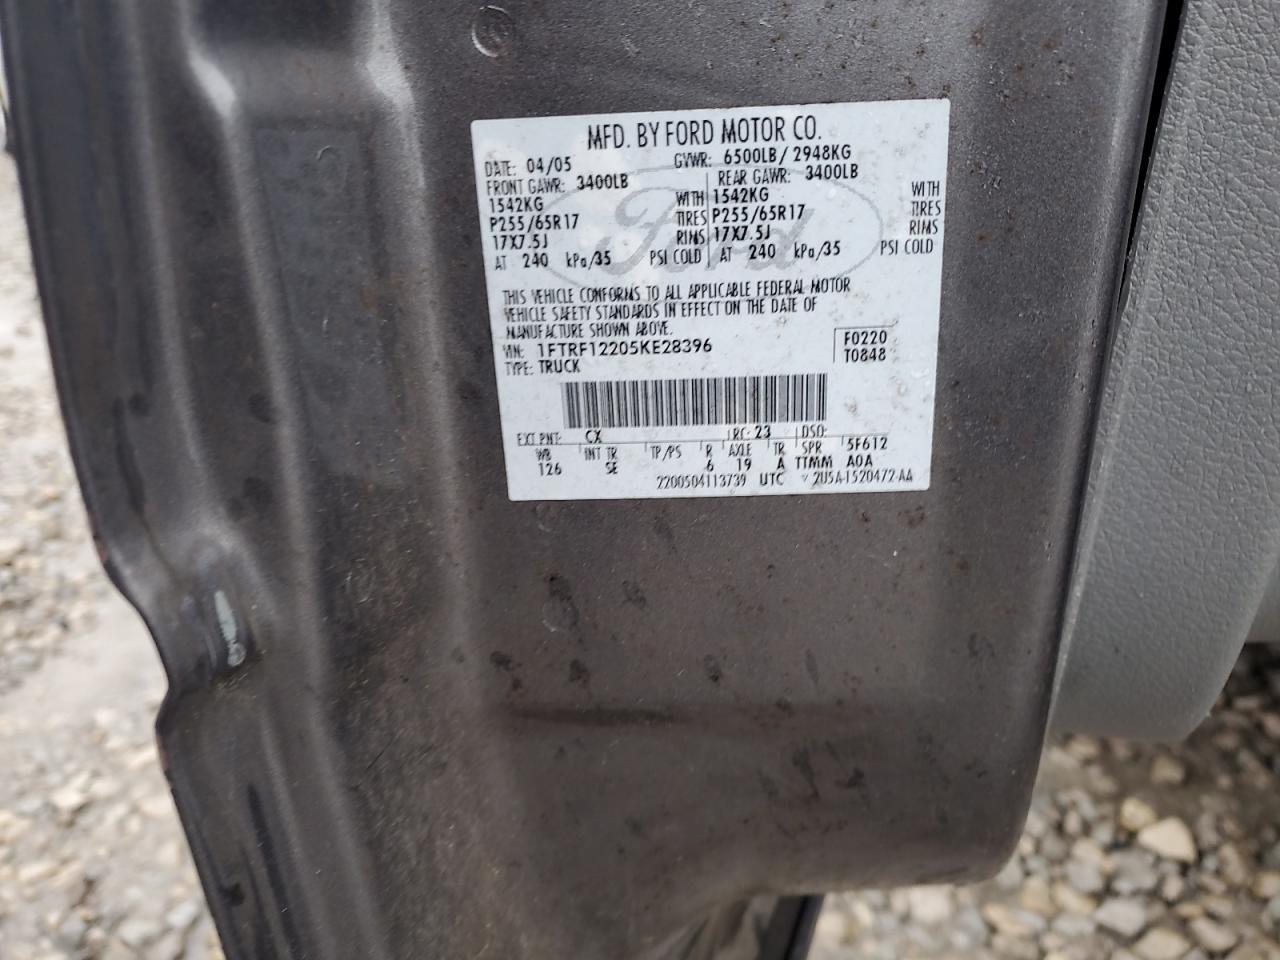 MFD. BY FORD MOTOR CO.
DATE: 04/05 GVWR: 6500LB/ 2948KG
FRONT GAWR: 3400LB REAR GAWR: 3400LB
1542KG WITH 1542KG WITH
P255/65R17 TIRES P255/65R17 TIRES
17X7.5J RIMS 17X7.5J RIMS
AT 240 kPa/35 PSI COLD AT 240 kPa/35 PSI COLD
Ford
THIS VEHICLE CONFORMS TO ALL APPLICABLE FEDERAL MOTOR
VEHICLE SAFETY STANDARDS IN EFFECT ON THE DATE OF
MANUFACTURE SHOWN ABOVE.
VIN: 1FTRF12205KE28396 F0220
TYPE: TRUCK T0848
EXT PNT: CX RC: 23 DSO:
WB INT TR TP/PS R AXLE TR SPR 5F612
126 SE 6 19 A TTMM A0A
2200504113739 UTC V 2U5A-1520472-AA